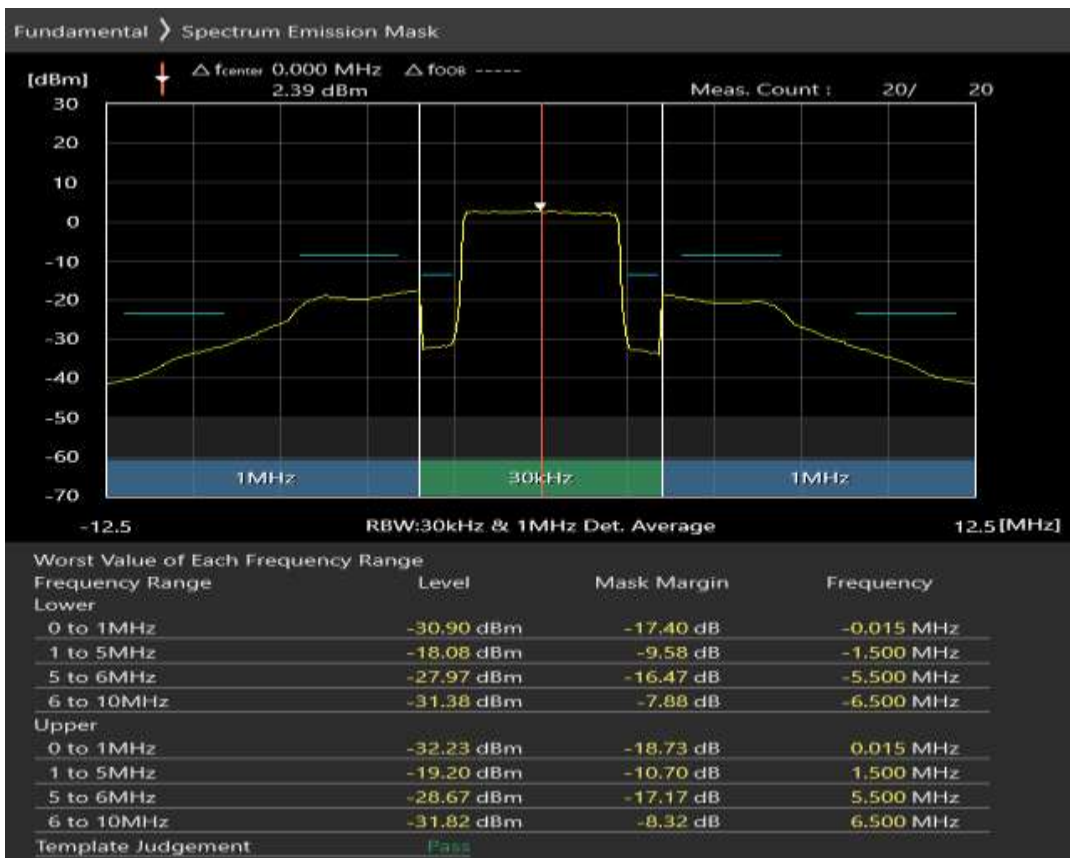 Fundamental ❯ Spectrum Emission Mask
[dBm] △ fcenter 0.000 MHz △ fOOB -----
2.39 dBm Meas. Count : 20/ 20
30
20
10
0
-10
-20
-30
-40
-50
-60
-70
1MHz 30kHz 1MHz
-12.5 RBW:30kHz & 1MHz Det. Average 12.5 [MHz]
Worst Value of Each Frequency Range
Frequency Range Level Mask Margin Frequency
Lower
0 to 1MHz -30.90 dBm -17.40 dB -0.015 MHz
1 to 5MHz -18.08 dBm -9.58 dB -1.500 MHz
5 to 6MHz -27.97 dBm -16.47 dB -5.500 MHz
6 to 10MHz -31.38 dBm -7.88 dB -6.500 MHz
Upper
0 to 1MHz -32.23 dBm -18.73 dB 0.015 MHz
1 to 5MHz -19.20 dBm -10.70 dB 1.500 MHz
5 to 6MHz -28.67 dBm -17.17 dB 5.500 MHz
6 to 10MHz -31.82 dBm -8.32 dB 6.500 MHz
Template Judgement Pass